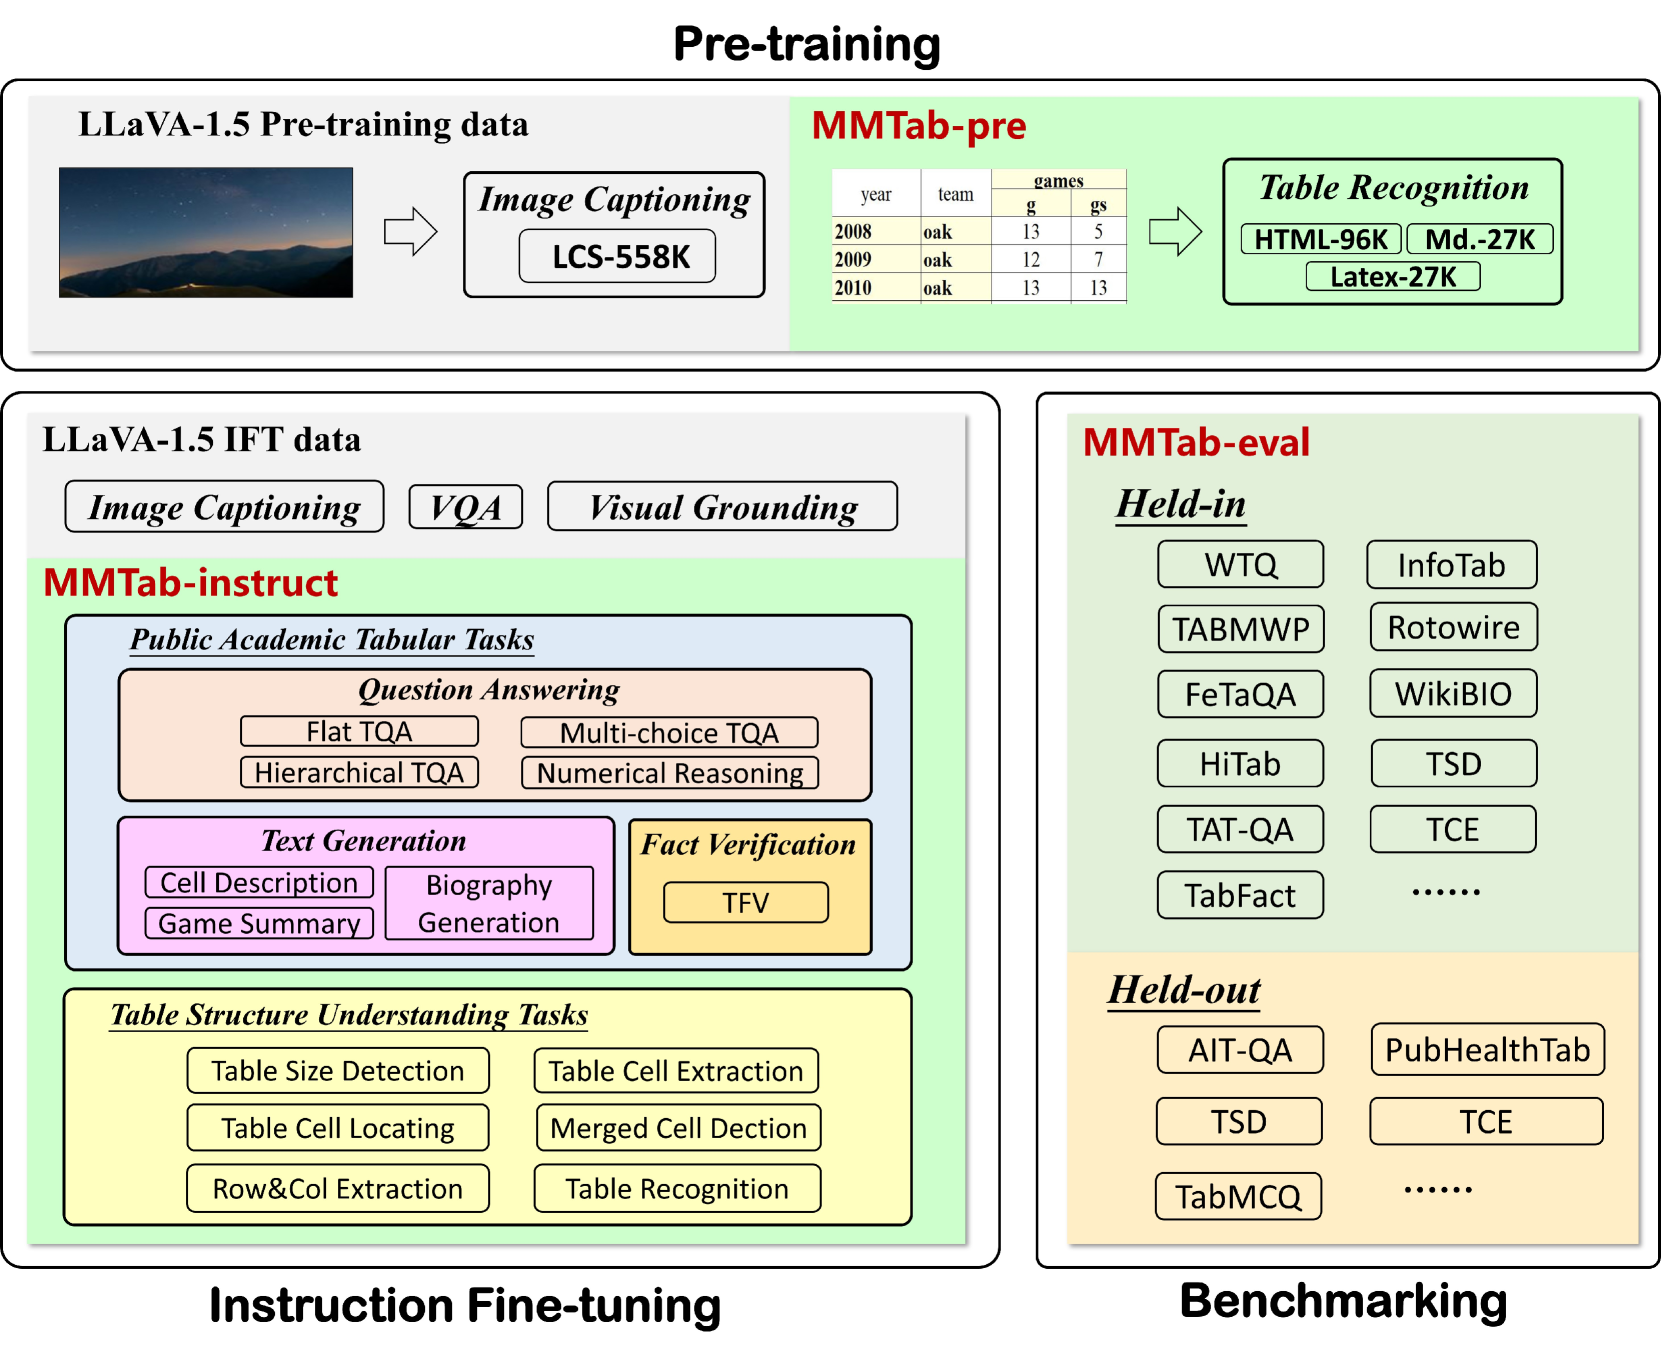 Pre-training
LLaVA-1.5 Pre-training data
Image Captioning
LCS-558K
MMTab-pre
year team games
g gs
2008 oak 13 5
2009 oak 12 7
2010 oak 13 13
Table Recognition
HTML-96K Md.-27K
Latex-27K
LLaVA-1.5 IFT data
Image Captioning VQA Visual Grounding
MMTab-instruct
Public Academic Tabular Tasks
Question Answering
Flat TQA Multi-choice TQA
Hierarchical TQA Numerical Reasoning
Text Generation
Cell Description
Game Summary
Biography
Generation
Fact Verification
TFV
Table Structure Understanding Tasks
Table Size Detection Table Cell Extraction
Table Cell Locating Merged Cell Dection
Row&Col Extraction Table Recognition
Instruction Fine-tuning
MMTab-eval
Held-in
WTQ InfoTab
TABMWP Rotowire
FeTaQA WikiBIO
HiTab TSD
TAT-QA TCE
TabFact ......
Held-out
AIT-QA PubHealthTab
TSD TCE
TabMCQ ......
Benchmarking